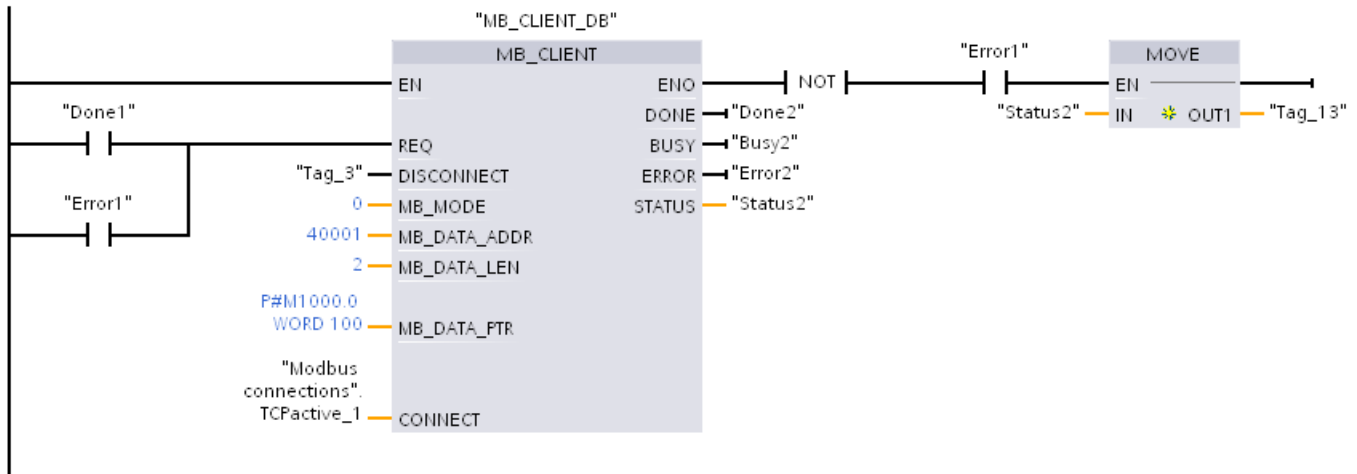 "MB_CLIENT_DB"
MB_CLIENT
"Error1"
MOVE
EN
ENO
NOT
EN
"Done1"
DONE
"Done2"
"Status2"
IN
OUT1
"Tag_13"
REQ
BUSY
"Busy2"
"Tag_3"
DISCONNECT
ERROR
"Error2"
"Error1"
0
MB_MODE
STATUS
"Status2"
40001
MB_DATA_ADDR
2
MB_DATA_LEN
P#M1000.0
WORD 100
MB_DATA_PTR
"Modbus
connections".
TCPactive_1
CONNECT